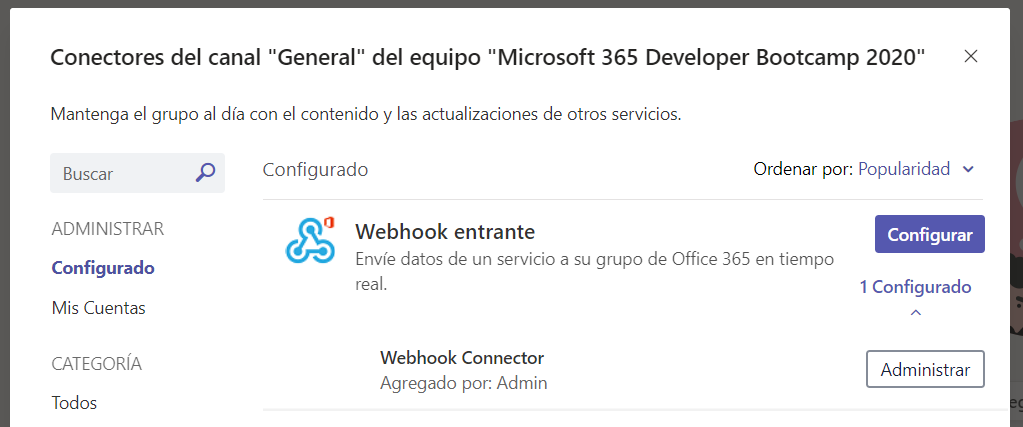 Conectores del canal "General" del equipo "Microsoft 365 Developer Bootcamp 2020"
Mantenga el grupo al día con el contenido y las actualizaciones de otros servicios.
Buscar
Configurado
Ordenar por: Popularidad
ADMINISTRAR
Configurado
Mis Cuentas
CATEGORÍA
Todos
Webhook entrante
Envíe datos de un servicio a su grupo de Office 365 en tiempo
real.
Configurar
1 Configurado
Webhook Connector
Agregado por: Admin
Administrar